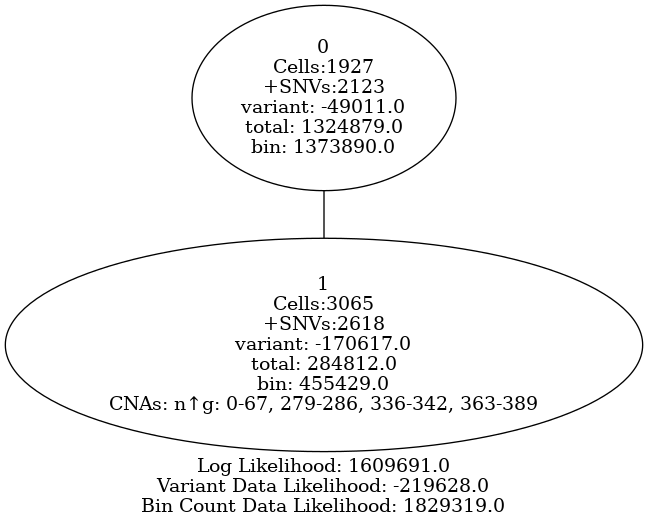 0
Cells:1927
+SNVs:2123
variant: -49011.0
total: 1324879.0
bin: 1373890.0
1
Cells:3065
+SNVs:2618
variant: -170617.0
total: 284812.0
bin: 455429.0
CNAs: n↑g: 0-67, 279-286, 336-342, 363-389
Log Likelihood: 1609691.0
Variant Data Likelihood: -219628.0
Bin Count Data Likelihood: 1829319.0